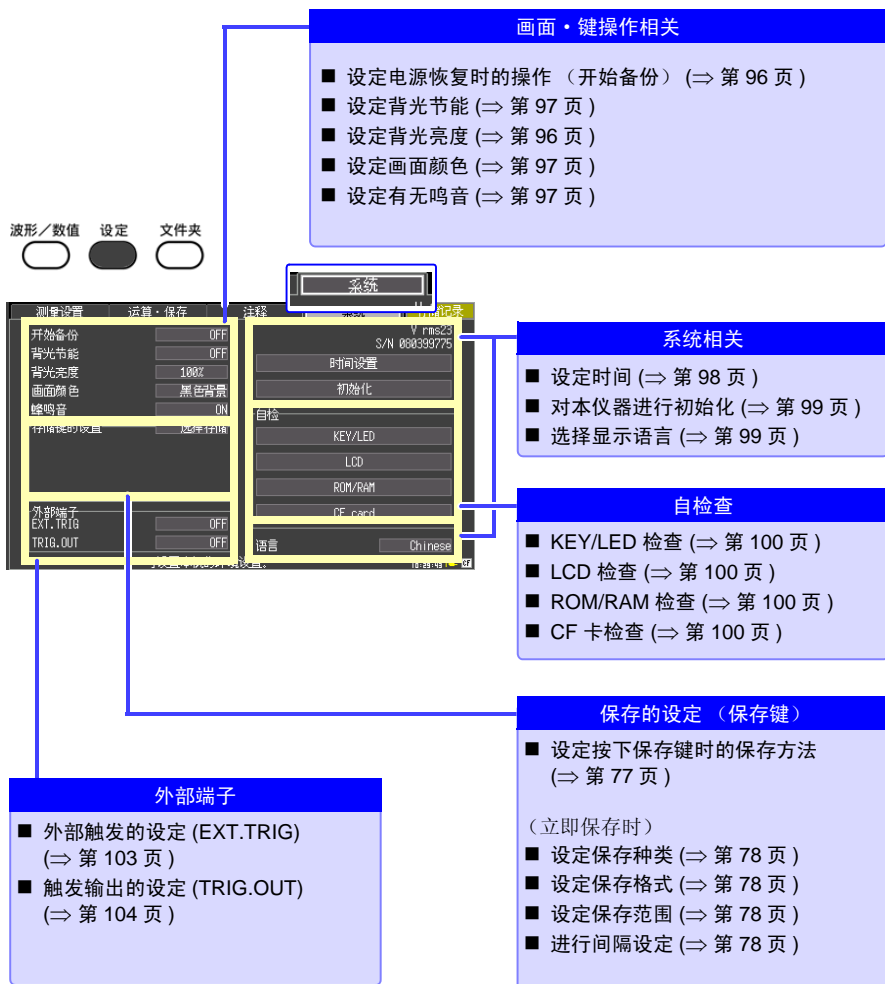 画面・键操作相关
■ 设定电源恢复时的操作 （开始备份） (⇒ 第 96 页 )
■ 设定背光节能 (⇒ 第 97 页 )
■ 设定背光亮度 (⇒ 第 96 页 )
■ 设定画面颜色 (⇒ 第 97 页 )
■ 设定有无鸣音 (⇒ 第 97 页 )
波形／数值 设定 文件夹
系统
测量设置 运算・保存 注释
开始备份 OFF
背光节能 OFF
背光亮度 100%
画面颜色 黑色背景
蜂鸣音 ON
存储键的设置 选择存储
外部端子
EXT.TRIG OFF
TRIG.OUT OFF
V rms23
S/N 080399775
时间设置
初始化
自检
KEY/LED
LCD
ROM/RAM
CF card
语言 Chinese
系统相关
■ 设定时间 (⇒ 第 98 页 )
■ 对本仪器进行初始化 (⇒ 第 99 页 )
■ 选择显示语言 (⇒ 第 99 页 )
自检查
■ KEY/LED 检查 (⇒ 第 100 页 )
■ LCD 检查 (⇒ 第 100 页 )
■ ROM/RAM 检查 (⇒ 第 100 页 )
■ CF 卡检查 (⇒ 第 100 页 )
保存的设定 （保存键）
■ 设定按下保存键时的保存方法
(⇒ 第 77 页 )
（立即保存时）
■ 设定保存种类 (⇒ 第 78 页 )
■ 设定保存格式 (⇒ 第 78 页 )
■ 设定保存范围 (⇒ 第 78 页 )
■ 进行间隔设定 (⇒ 第 78 页 )
外部端子
■ 外部触发的设定 (EXT.TRIG)
(⇒ 第 103 页 )
■ 触发输出的设定 (TRIG.OUT)
(⇒ 第 104 页 )